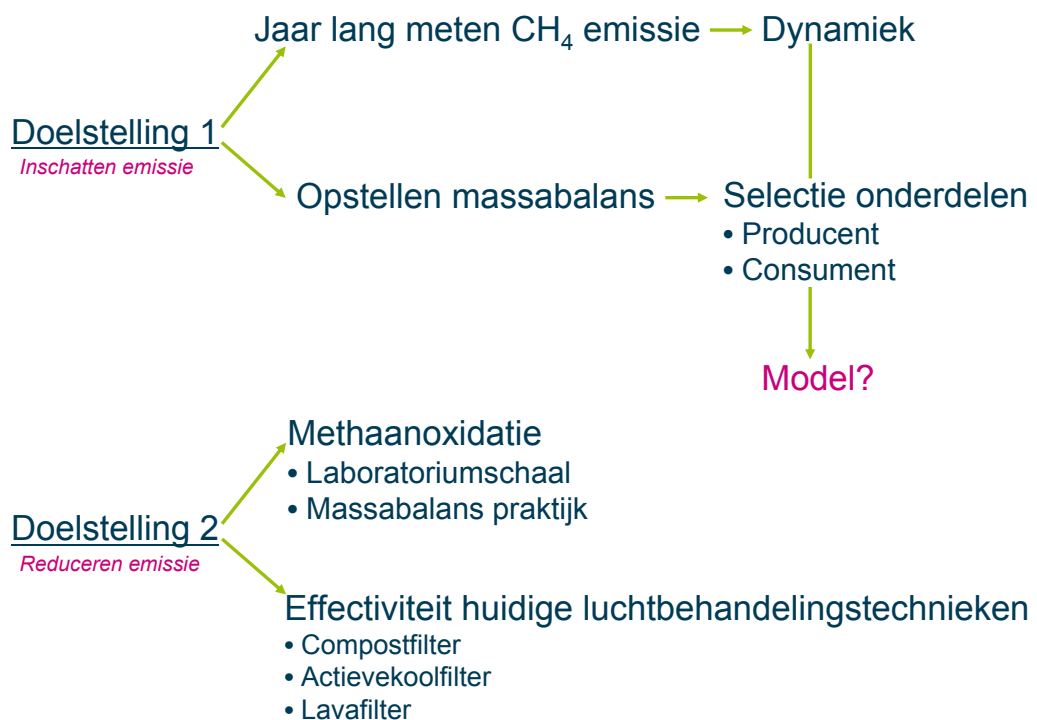 Jaar lang meten CH₄ emissie
Dynamiek
Doelstelling 1
Inschatten emissie
Opstellen massabalans
Selectie onderdelen
• Producent
• Consument
Model?
Methaanoxidatie
• Laboratoriumschaal
• Massabalans praktijk
Doelstelling 2
Reduceren emissie
Effectiviteit huidige luchtbehandelingstechnieken
• Compostfilter
• Actievekoolfilter
• Lavafilter